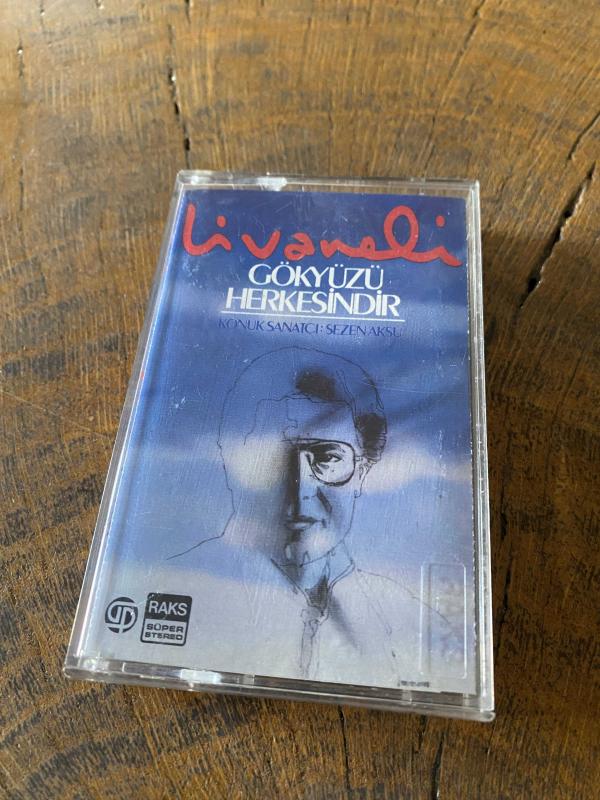 Livaneli
GÖKYÜZÜ
HERKESİNDİR
KONUK SANATÇI: SEZEN AKSU
RAKS
SÜPER
STEREO